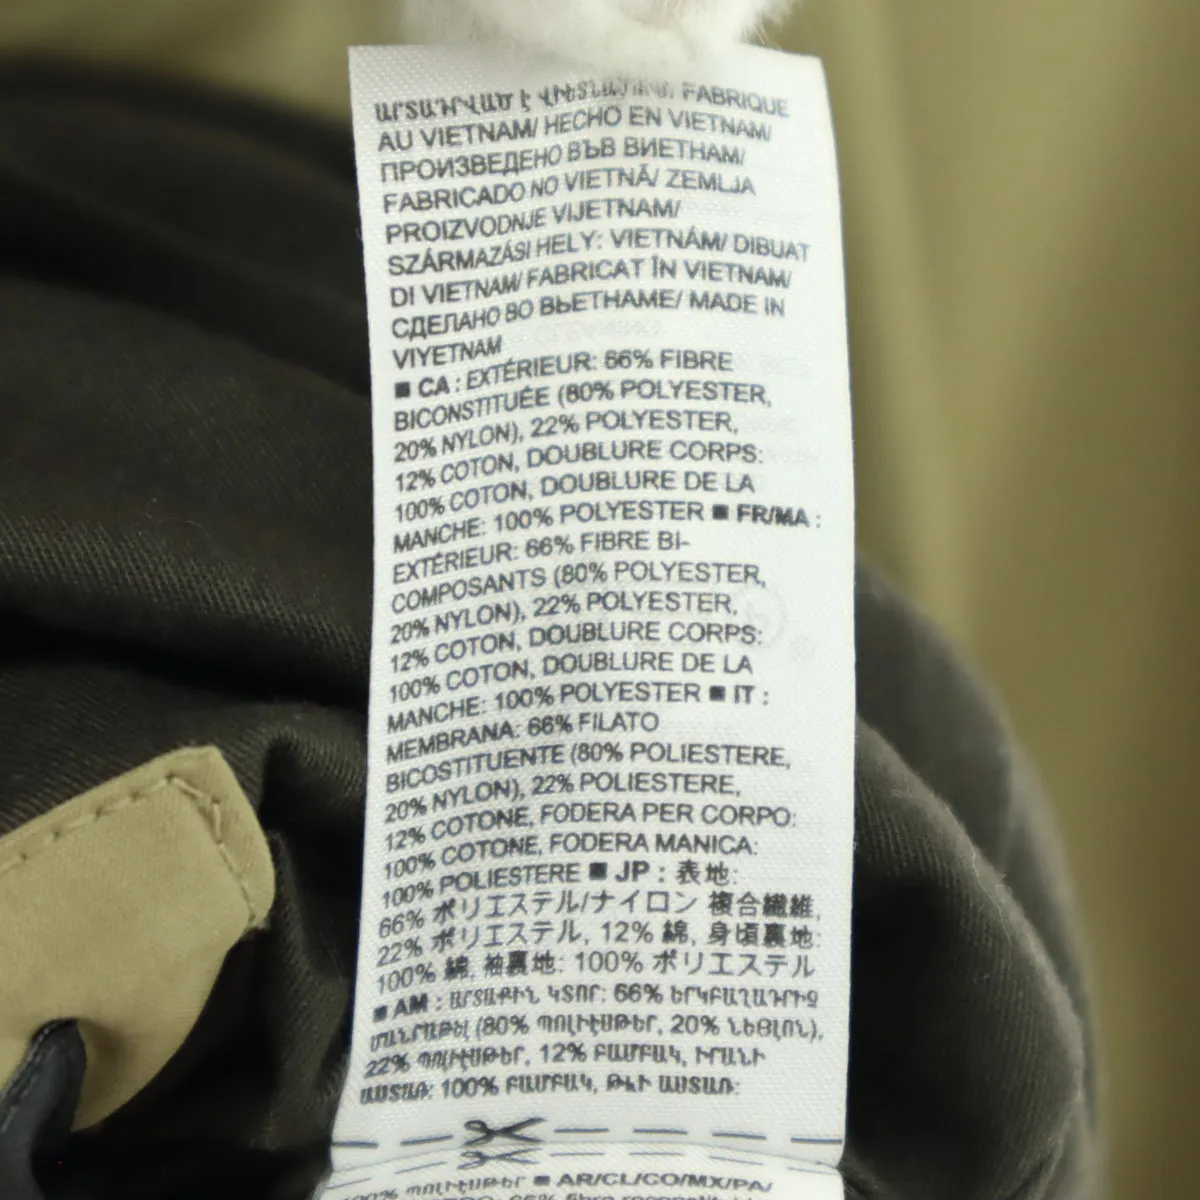 ԱՐՏԱԴՐՎԱԾ Է ՎԻԵՏՆԱՄՈՒՄ/ FABRIQUE
AU VIETNAM/ HECHO EN VIETNAM/
ПРОИЗВЕДЕНО ВЪВ ВИЕТНАМ/
FABRICADO NO VIETNÃ/ ZEMLJA
PROIZVODNJE VIJETNAM/
SZÁRMAZÁSI HELY: VIETNÁM/ DIBUAT
DI VIETNAM/ FABRICAT ÎN VIETNAM/
СДЕЛАНО ВО ВЬЕТНАМЕ/ MADE IN
VIYETNAM
■ CA : EXTÉRIEUR: 66% FIBRE
BICONSTITUÉE (80% POLYESTER,
20% NYLON), 22% POLYESTER,
12% COTON, DOUBLURE CORPS:
100% COTON, DOUBLURE DE LA
MANCHE: 100% POLYESTER ■ FR/MA :
EXTÉRIEUR: 66% FIBRE BI-
COMPOSANTS (80% POLYESTER,
20% NYLON), 22% POLYESTER,
12% COTON, DOUBLURE CORPS:
100% COTON, DOUBLURE DE LA
MANCHE: 100% POLYESTER ■ IT :
MEMBRANA: 66% FILATO
BICOSTITUENTE (80% POLIESTERE,
20% NYLON), 22% POLIESTERE,
12% COTONE, FODERA PER CORPO:
100% COTONE, FODERA MANICA:
100% POLIESTERE ■ JP : 表地:
66% ポリエステル/ナイロン 複合繊維,
22% ポリエステル, 12% 綿, 身頃裏地:
100% 綿, 袖裏地: 100% ポリエステル
■ AM : ԱՐՏԱՔԻՆ ԿՏՈՐ: 66% ԵՐԿԲԱՂԱԴՐԻՉ
ՄԱՆՐԱԹԵԼ (80% ՊՈԼԻԷՍԹԵՐ, 20% ՆԵՅԼՈՆ),
22% ՊՈԼԻԷՍԹԵՐ, 12% ԲԱՄԲԱԿ, ԻՐԱՆԻ
ԱՍՏԱՌ: 100% ԲԱՄԲԱԿ, ԹԵՒԻ ԱՍՏԱՌ:
100% ՊՈԼԻԷՍԹԵՐ ■ AR/CL/CO/MX/PA/